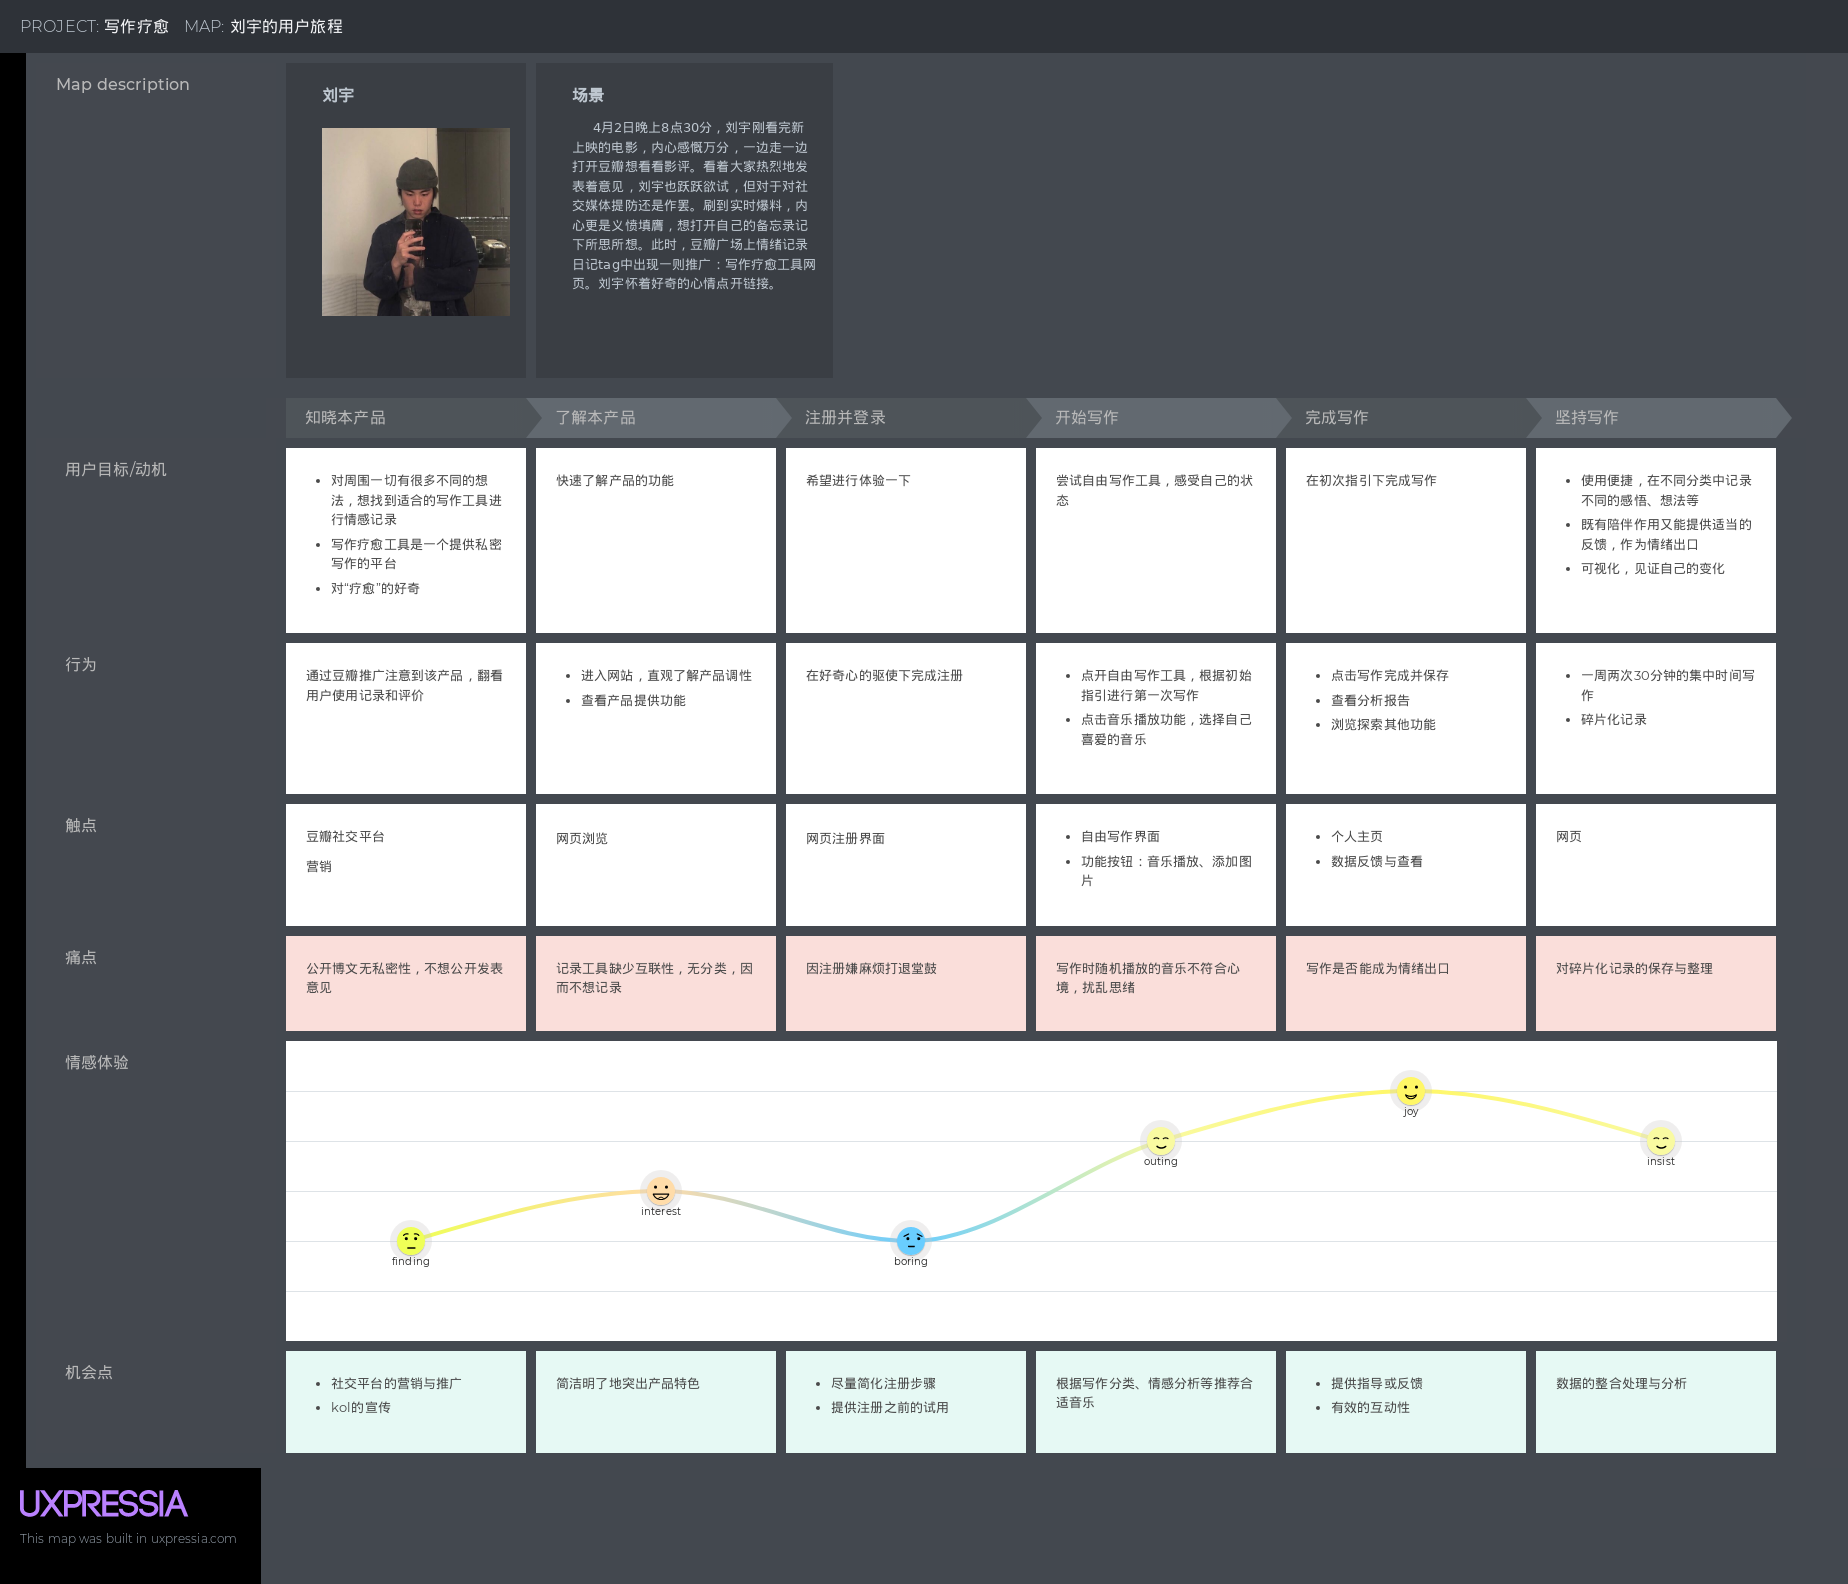 PROJECT: 写作疗愈 MAP: 刘宇的用户旅程
Map description
刘宇
场景
4月2日晚上8点30分，刘宇刚看完新
上映的电影，内心感慨万分，一边走一边
打开豆瓣想看看影评。看着大家热烈地发
表着意见，刘宇也跃跃欲试，但对于对社
交媒体提防还是作罢。刷到实时爆料，内
心更是义愤填膺，想打开自己的备忘录记
下所思所想。此时，豆瓣广场上情绪记录
日记tag中出现一则推广：写作疗愈工具网
页。刘宇怀着好奇的心情点开链接。
知晓本产品
了解本产品
注册并登录
开始写作
完成写作
坚持写作
用户目标/动机
对周围一切有很多不同的想
法，想找到适合的写作工具进
行情感记录
写作疗愈工具是一个提供私密
写作的平台
对“疗愈”的好奇
快速了解产品的功能
希望进行体验一下
尝试自由写作工具，感受自己的状
态
在初次指引下完成写作
使用便捷，在不同分类中记录
不同的感悟、想法等
既有陪伴作用又能提供适当的
反馈，作为情绪出口
可视化，见证自己的变化
行为
通过豆瓣推广注意到该产品，翻看
用户使用记录和评价
进入网站，直观了解产品调性
查看产品提供功能
在好奇心的驱使下完成注册
点开自由写作工具，根据初始
指引进行第一次写作
点击音乐播放功能，选择自己
喜爱的音乐
点击写作完成并保存
查看分析报告
浏览探索其他功能
一周两次30分钟的集中时间写
作
碎片化记录
触点
豆瓣社交平台
营销
网页浏览
网页注册界面
自由写作界面
功能按钮：音乐播放、添加图
片
个人主页
数据反馈与查看
网页
痛点
公开博文无私密性，不想公开发表
意见
记录工具缺少互联性，无分类，因
而不想记录
因注册嫌麻烦打退堂鼓
写作时随机播放的音乐不符合心
境，扰乱思绪
写作是否能成为情绪出口
对碎片化记录的保存与整理
情感体验
finding
interest
boring
outing
joy
insist
机会点
社交平台的营销与推广
kol的宣传
简洁明了地突出产品特色
尽量简化注册步骤
提供注册之前的试用
根据写作分类、情感分析等推荐合
适音乐
提供指导或反馈
有效的互动性
数据的整合处理与分析
UXPRESSIA
This map was built in uxpressia.com